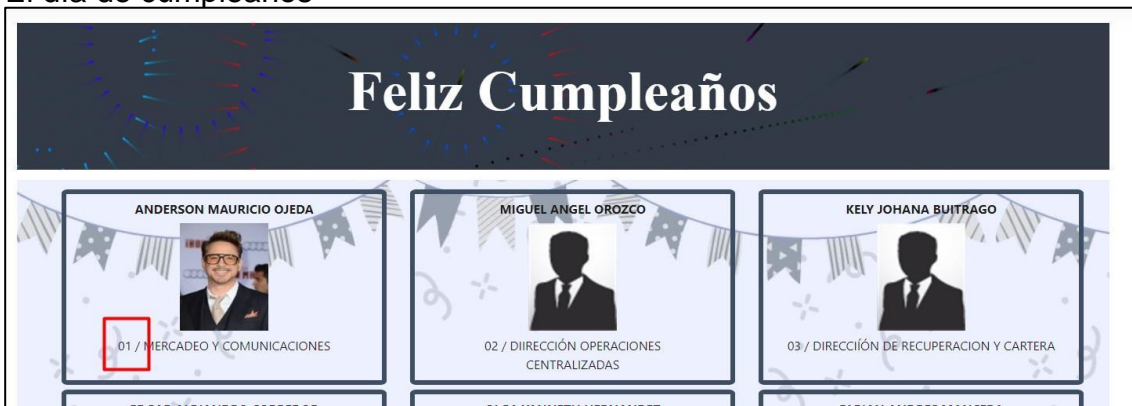 El día de cumpleaños
Feliz Cumpleaños
ANDERSON MAURICIO OJEDA
MIGUEL ANGEL OROZCO
KELY JOHANA BUITRAGO
01 / MERCADEO Y COMUNICACIONES
02 / DIIRECCIÓN OPERACIONES
CENTRALIZADAS
03 / DIRECCIÍÓN DE RECUPERACION Y CARTERA